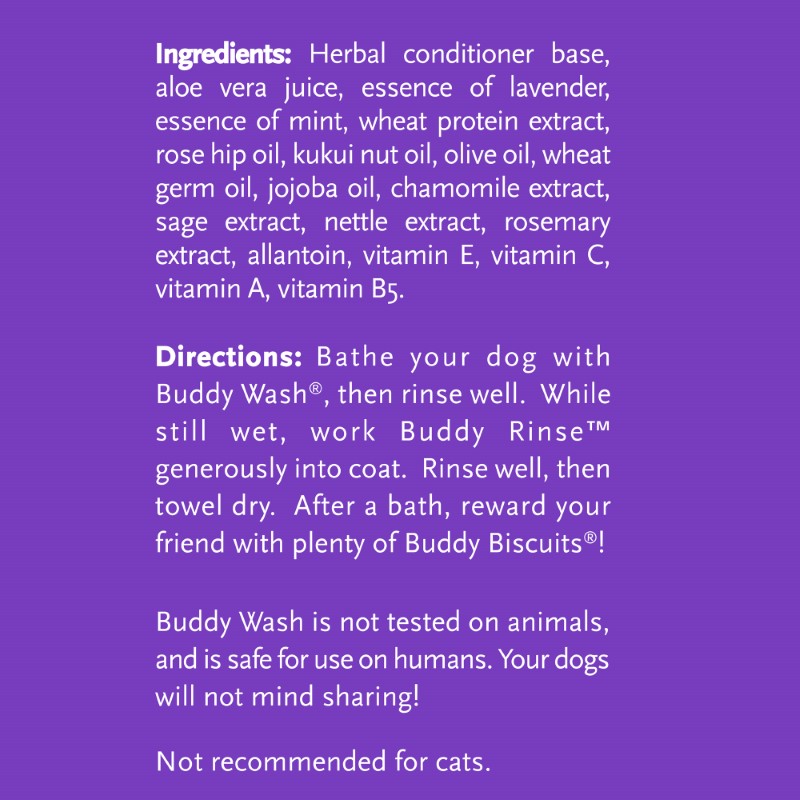 Ingredients: Herbal conditioner base,
aloe vera juice, essence of lavender,
essence of mint, wheat protein extract,
rose hip oil, kukui nut oil, olive oil, wheat
germ oil, jojoba oil, chamomile extract,
sage extract, nettle extract, rosemary
extract, allantoin, vitamin E, vitamin C,
vitamin A, vitamin B5.
Directions: Bathe your dog with
Buddy Wash®, then rinse well. While
still wet, work Buddy Rinse™
generously into coat. Rinse well, then
towel dry. After a bath, reward your
friend with plenty of Buddy Biscuits®!
Buddy Wash is not tested on animals,
and is safe for use on humans. Your dogs
will not mind sharing!
Not recommended for cats.